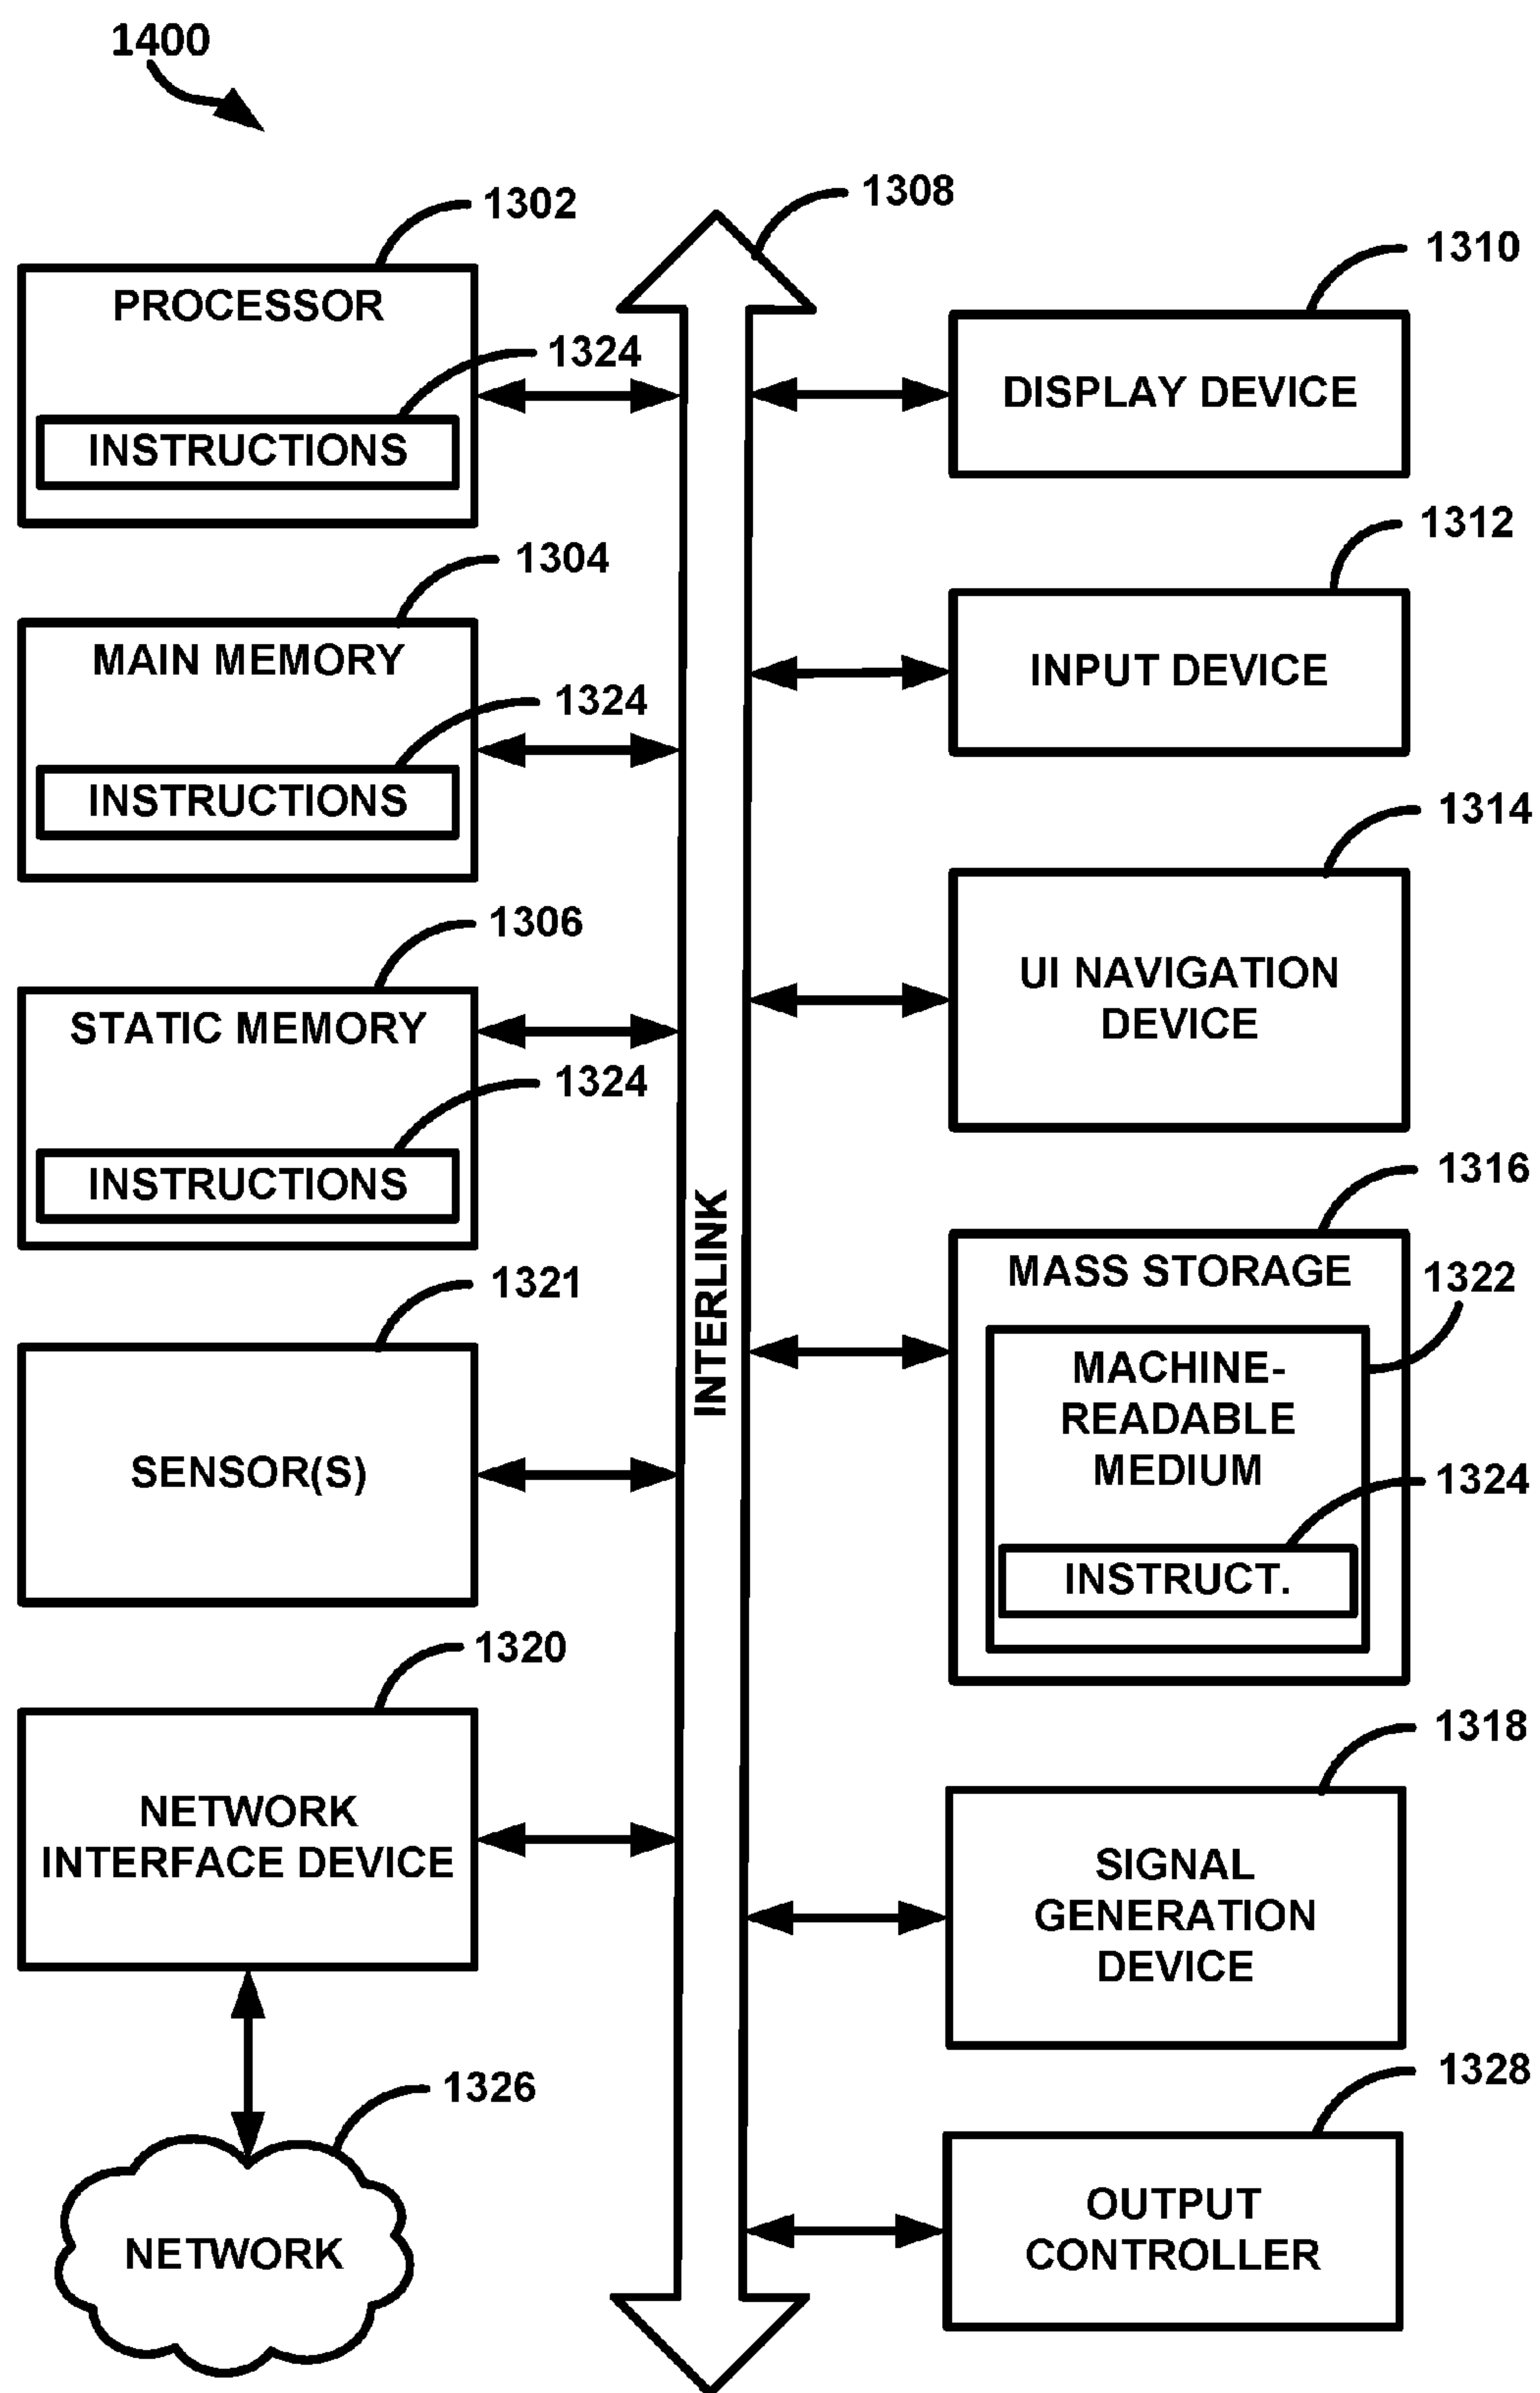 1400
1302
PROCESSOR
1324
INSTRUCTIONS
1304
MAIN MEMORY
1324
INSTRUCTIONS
1306
STATIC MEMORY
1324
INSTRUCTIONS
1321
SENSOR(S)
1320
NETWORK
INTERFACE DEVICE
1326
NETWORK
1308
INTERLINK
1310
DISPLAY DEVICE
1312
INPUT DEVICE
1314
UI NAVIGATION
DEVICE
1316
MASS STORAGE
1322
MACHINE-
READABLE
MEDIUM
1324
INSTRUCT.
1318
SIGNAL
GENERATION
DEVICE
1328
OUTPUT
CONTROLLER